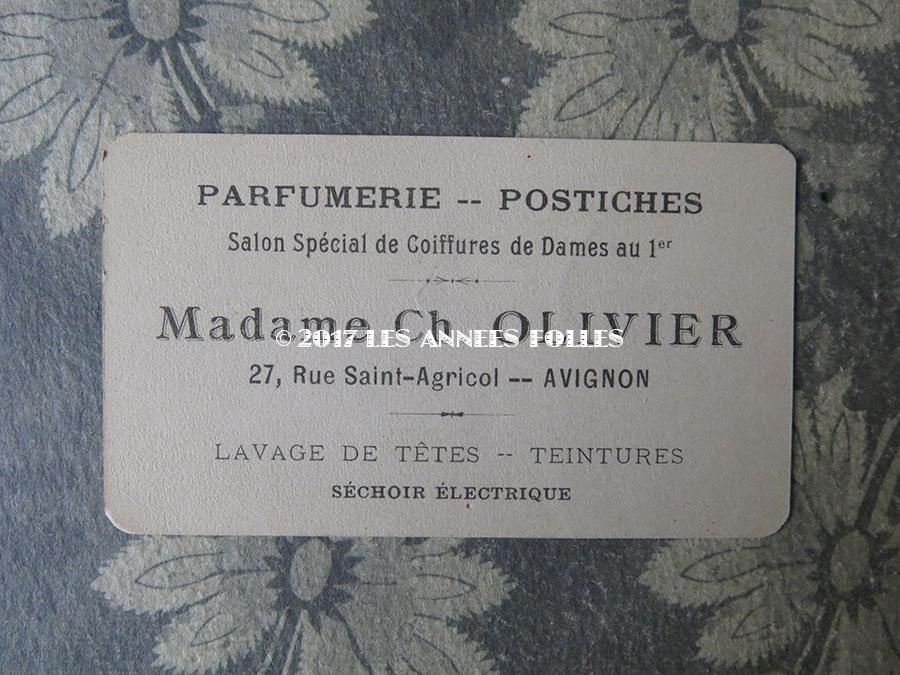 PARFUMERIE -- POSTICHES
Salon Spécial de Coiffures de Dames au 1er
Madame Ch. OLIVIER
© 2017 LES ANNEES FOLLES
27, Rue Saint-Agricol -- AVIGNON
LAVAGE DE TÊTES -- TEINTURES
SÉCHOIR ÉLECTRIQUE